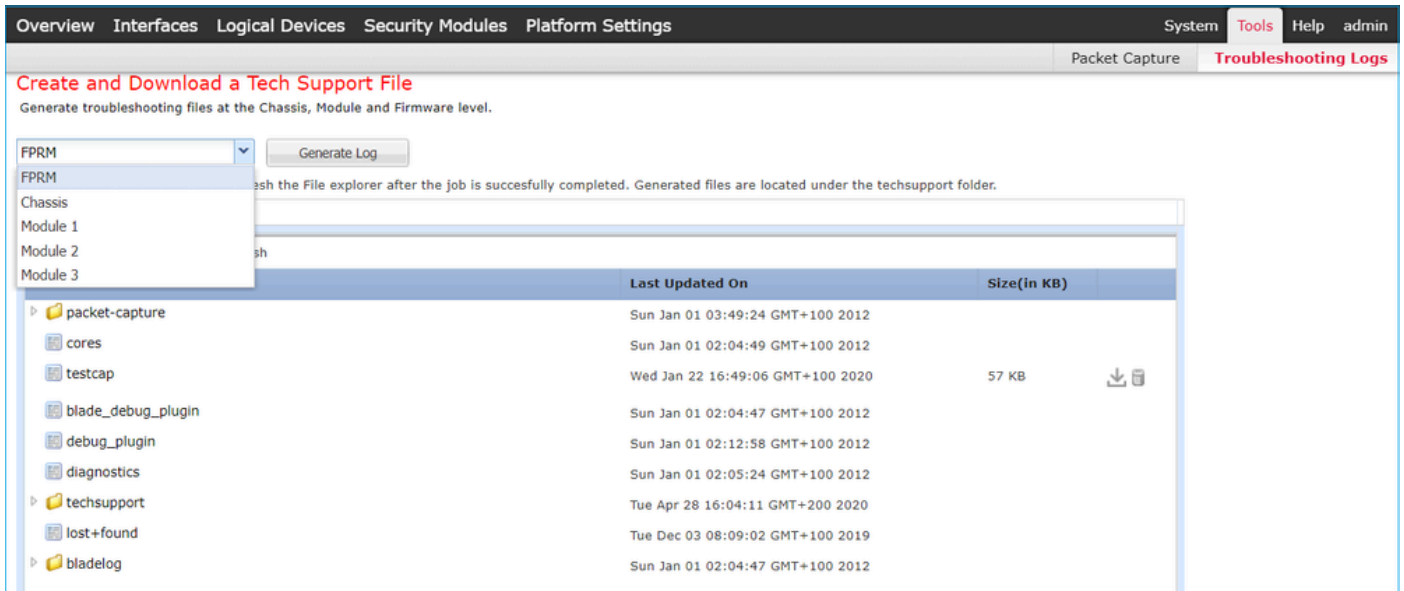 Overview Interfaces Logical Devices Security Modules Platform Settings System Tools Help admin
Packet Capture Troubleshooting Logs
Create and Download a Tech Support File
Generate troubleshooting files at the Chassis, Module and Firmware level.
FPRM Generate Log
FPRM
esh the File explorer after the job is succesfully completed. Generated files are located under the techsupport folder.
Chassis
Module 1
Module 2
sh
Module 3
Last Updated On Size(in KB)
packet-capture Sun Jan 01 03:49:24 GMT+100 2012
cores Sun Jan 01 02:04:49 GMT+100 2012
testcap Wed Jan 22 16:49:06 GMT+100 2020 57 KB
blade_debug_plugin Sun Jan 01 02:04:47 GMT+100 2012
debug_plugin Sun Jan 01 02:12:58 GMT+100 2012
diagnostics Sun Jan 01 02:05:24 GMT+100 2012
techsupport Tue Apr 28 16:04:11 GMT+200 2020
lost+found Tue Dec 03 08:09:02 GMT+100 2019
bladelog Sun Jan 01 02:04:47 GMT+100 2012